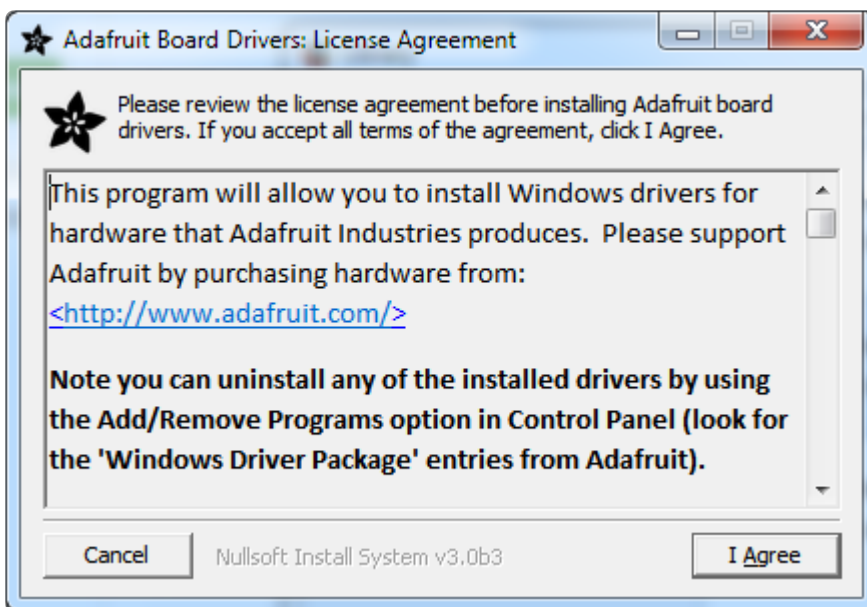 Adafruit Board Drivers: License Agreement
Please review the license agreement before installing Adafruit board
drivers. If you accept all terms of the agreement, click I Agree.
This program will allow you to install Windows drivers for
hardware that Adafruit Industries produces.  Please support
Adafruit by purchasing hardware from:
<http://www.adafruit.com/>
Note you can uninstall any of the installed drivers by using
the Add/Remove Programs option in Control Panel (look for
the 'Windows Driver Package' entries from Adafruit).
Cancel Nullsoft Install System v3.0b3 I Agree